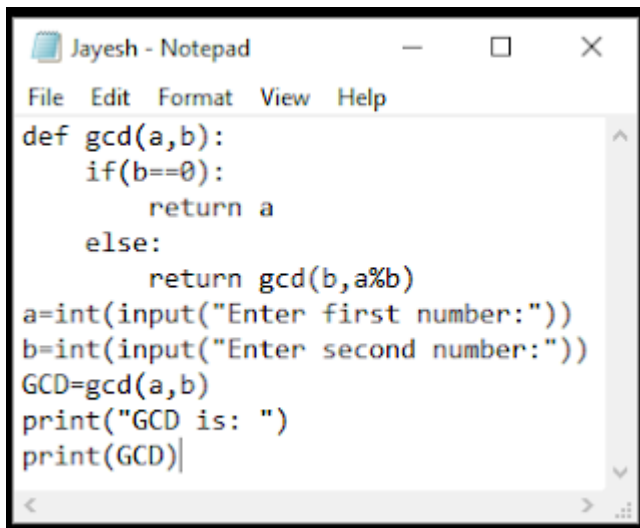 Jayesh - Notepad
File Edit Format View Help
def gcd(a,b):
    if(b==0):
        return a
    else:
        return gcd(b,a%b)
a=int(input("Enter first number:"))
b=int(input("Enter second number:"))
GCD=gcd(a,b)
print("GCD is: ")
print(GCD)